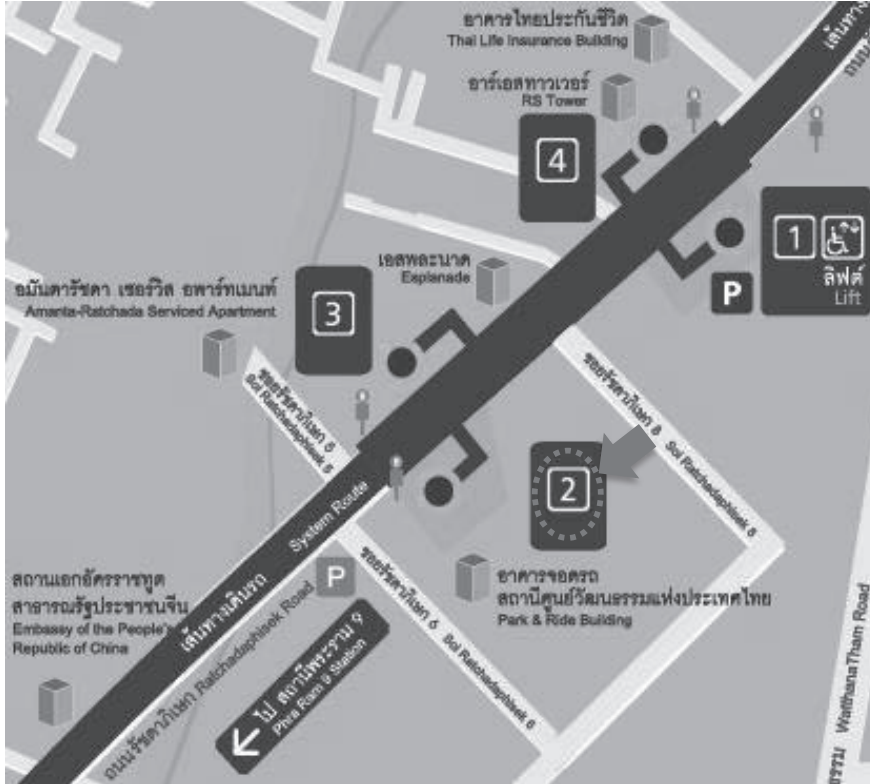 อาคารไทยประกันชีวิต
Thai Life Insurance Building
อาร์เอสทาวเวอร์
RS Tower
4
เส้นทาง
1
ลิฟต์
Lift
P
เอสพละนาด
Esplanade
3
อมันตารัชดา เซอร์วิส อพาร์ทเมนท์
Amanta-Ratchada Serviced Apartment
ซอยรัชดาภิเษก 5
Soi Ratchadaphisek 5
ซอยรัชดาภิเษก 8 Soi Ratchadaphisek 8
2
เส้นทางเดินรถ System Route
ถนนรัชดาภิเษก Ratchadaphisek Road
P
ซอยรัชดาภิเษก 6 Soi Ratchadaphisek 6
อาคารจอดรถ
สถานีศูนย์วัฒนธรรมแห่งประเทศไทย
Park & Ride Building
สถานเอกอัครราชทูต
สาธารณรัฐประชาชนจีน
Embassy of the People's
Republic of China
ไป สถานีพระราม 9
Phra Ram 9 Station
WatthanaTham Road